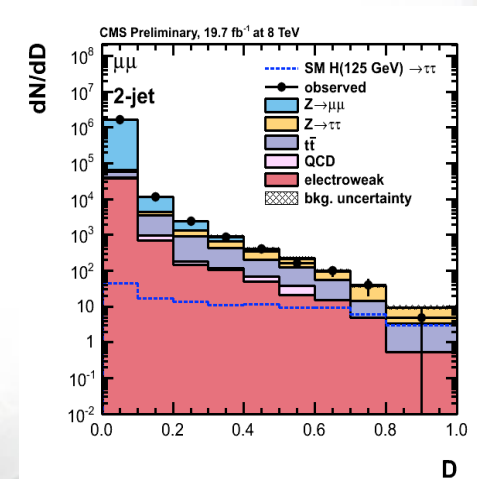 CMS Preliminary, 19.7 fb⁻¹ at 8 TeV
dN/dD
10⁸
10⁷
10⁶
10⁵
10⁴
10³
10²
10
1
10⁻¹
10⁻²
μμ
2-jet
SM H(125 GeV) →ττ
observed
Z→μμ
Z→ττ
tt̄
QCD
electroweak
bkg. uncertainty
0.0 0.2 0.4 0.6 0.8 1.0
D